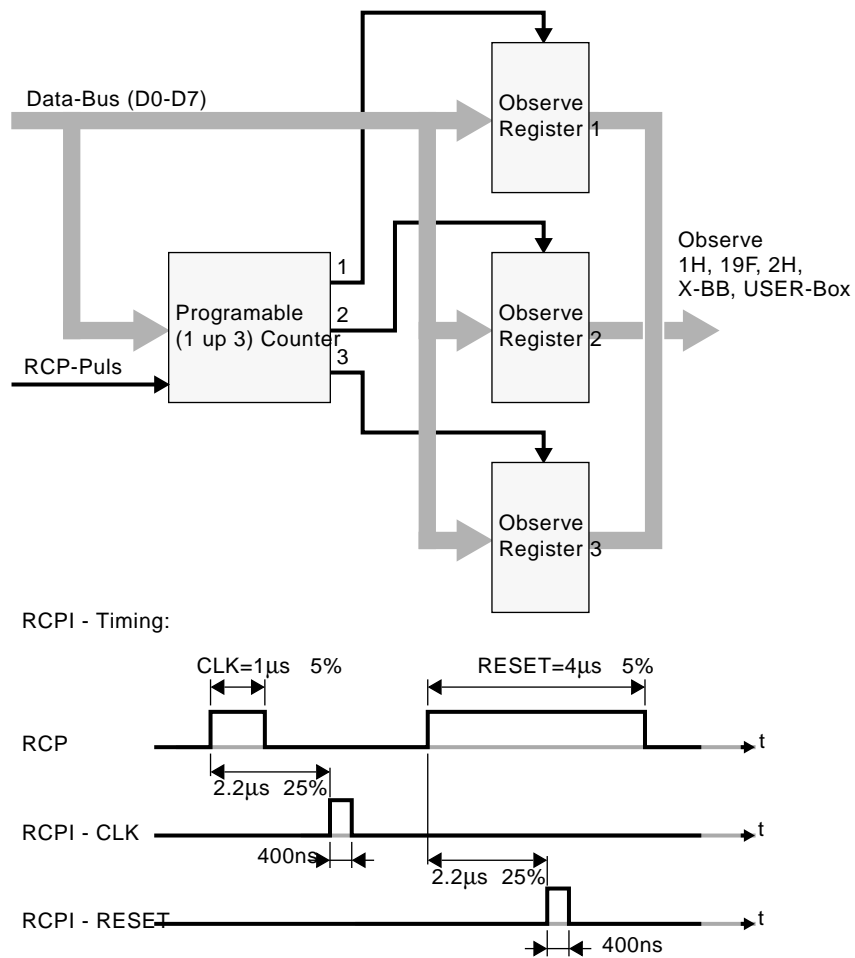 Data-Bus (D0-D7)
Observe
Register 1
Observe
1H, 19F, 2H,
X-BB, USER-Box
1
2
3
Programable
(1 up 3) Counter
Observe
Register 2
RCP-Puls
Observe
Register 3
RCPI - Timing:
CLK=1µs 5%
RESET=4µs 5%
RCP
t
2.2µs 25%
RCPI - CLK
t
400ns
2.2µs 25%
RCPI - RESET
t
400ns